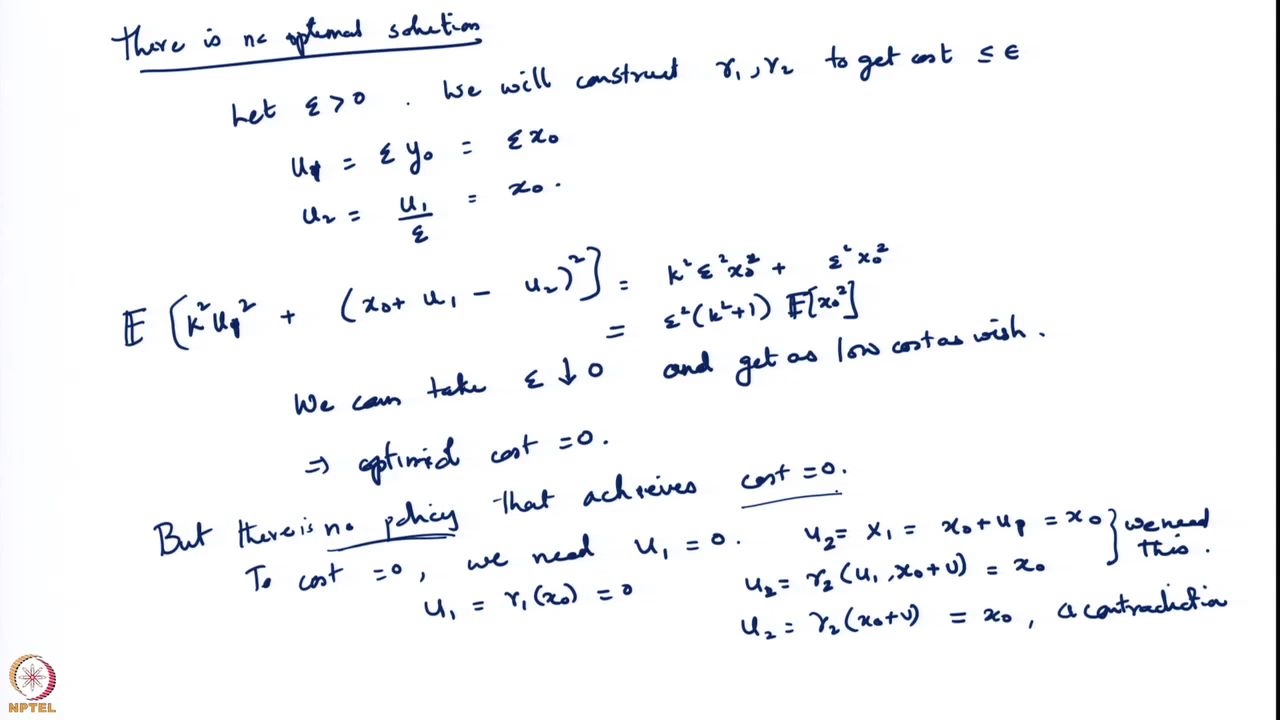 There is no optimal solution
Let ε > 0 . We will construct γ₁, γ₂ to get cost ≤ ϵ
u₁ = ε y₀ = ε x₀
u₂ = u₁/ε = x₀ .
𝔼 [k² u₁² + (x₀ + u₁ − u₂)²] = k² ε² x₀² + ε² x₀²
= ε² (k² + 1) 𝔼[x₀²]
We can take ε ↓ 0 and get as low cost as wish .
⇒ optimal cost = 0 .
But there is no policy that achieves cost = 0 .
To cost = 0 , we need u₁ = 0 . u₂ = x₁ = x₀ + u₁ = x₀ } we need this .
u₁ = γ₁(x₀) = 0 u₂ = γ₂(u₁, x₀ + v) = x₀
u₂ = γ₂(x₀ + v) = x₀ , a contradiction
NPTEL